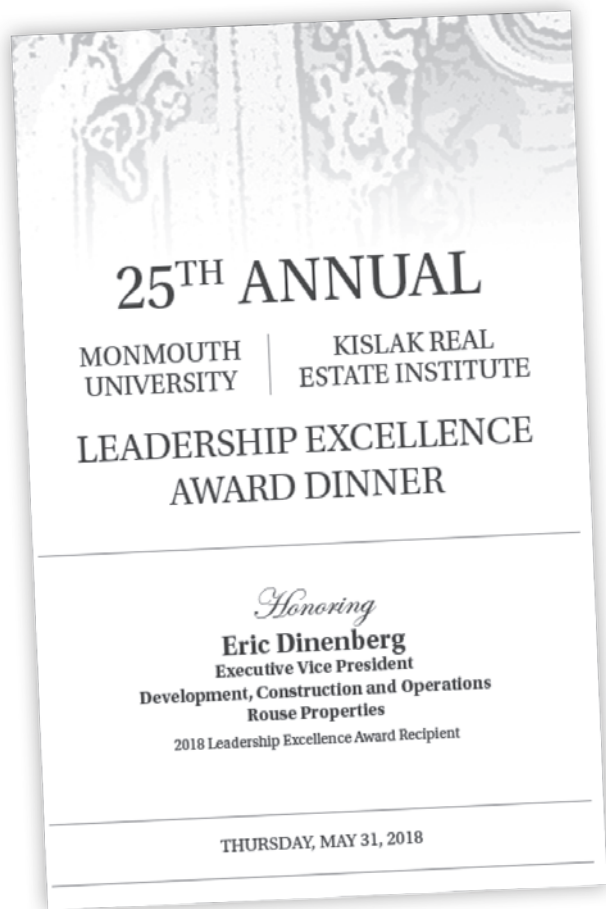 25TH ANNUAL
MONMOUTH
UNIVERSITY
KISLAK REAL
ESTATE INSTITUTE
LEADERSHIP EXCELLENCE
AWARD DINNER
Honoring
Eric Dinenberg
Executive Vice President
Development, Construction and Operations
Rouse Properties
2018 Leadership Excellence Award Recipient
THURSDAY, MAY 31, 2018